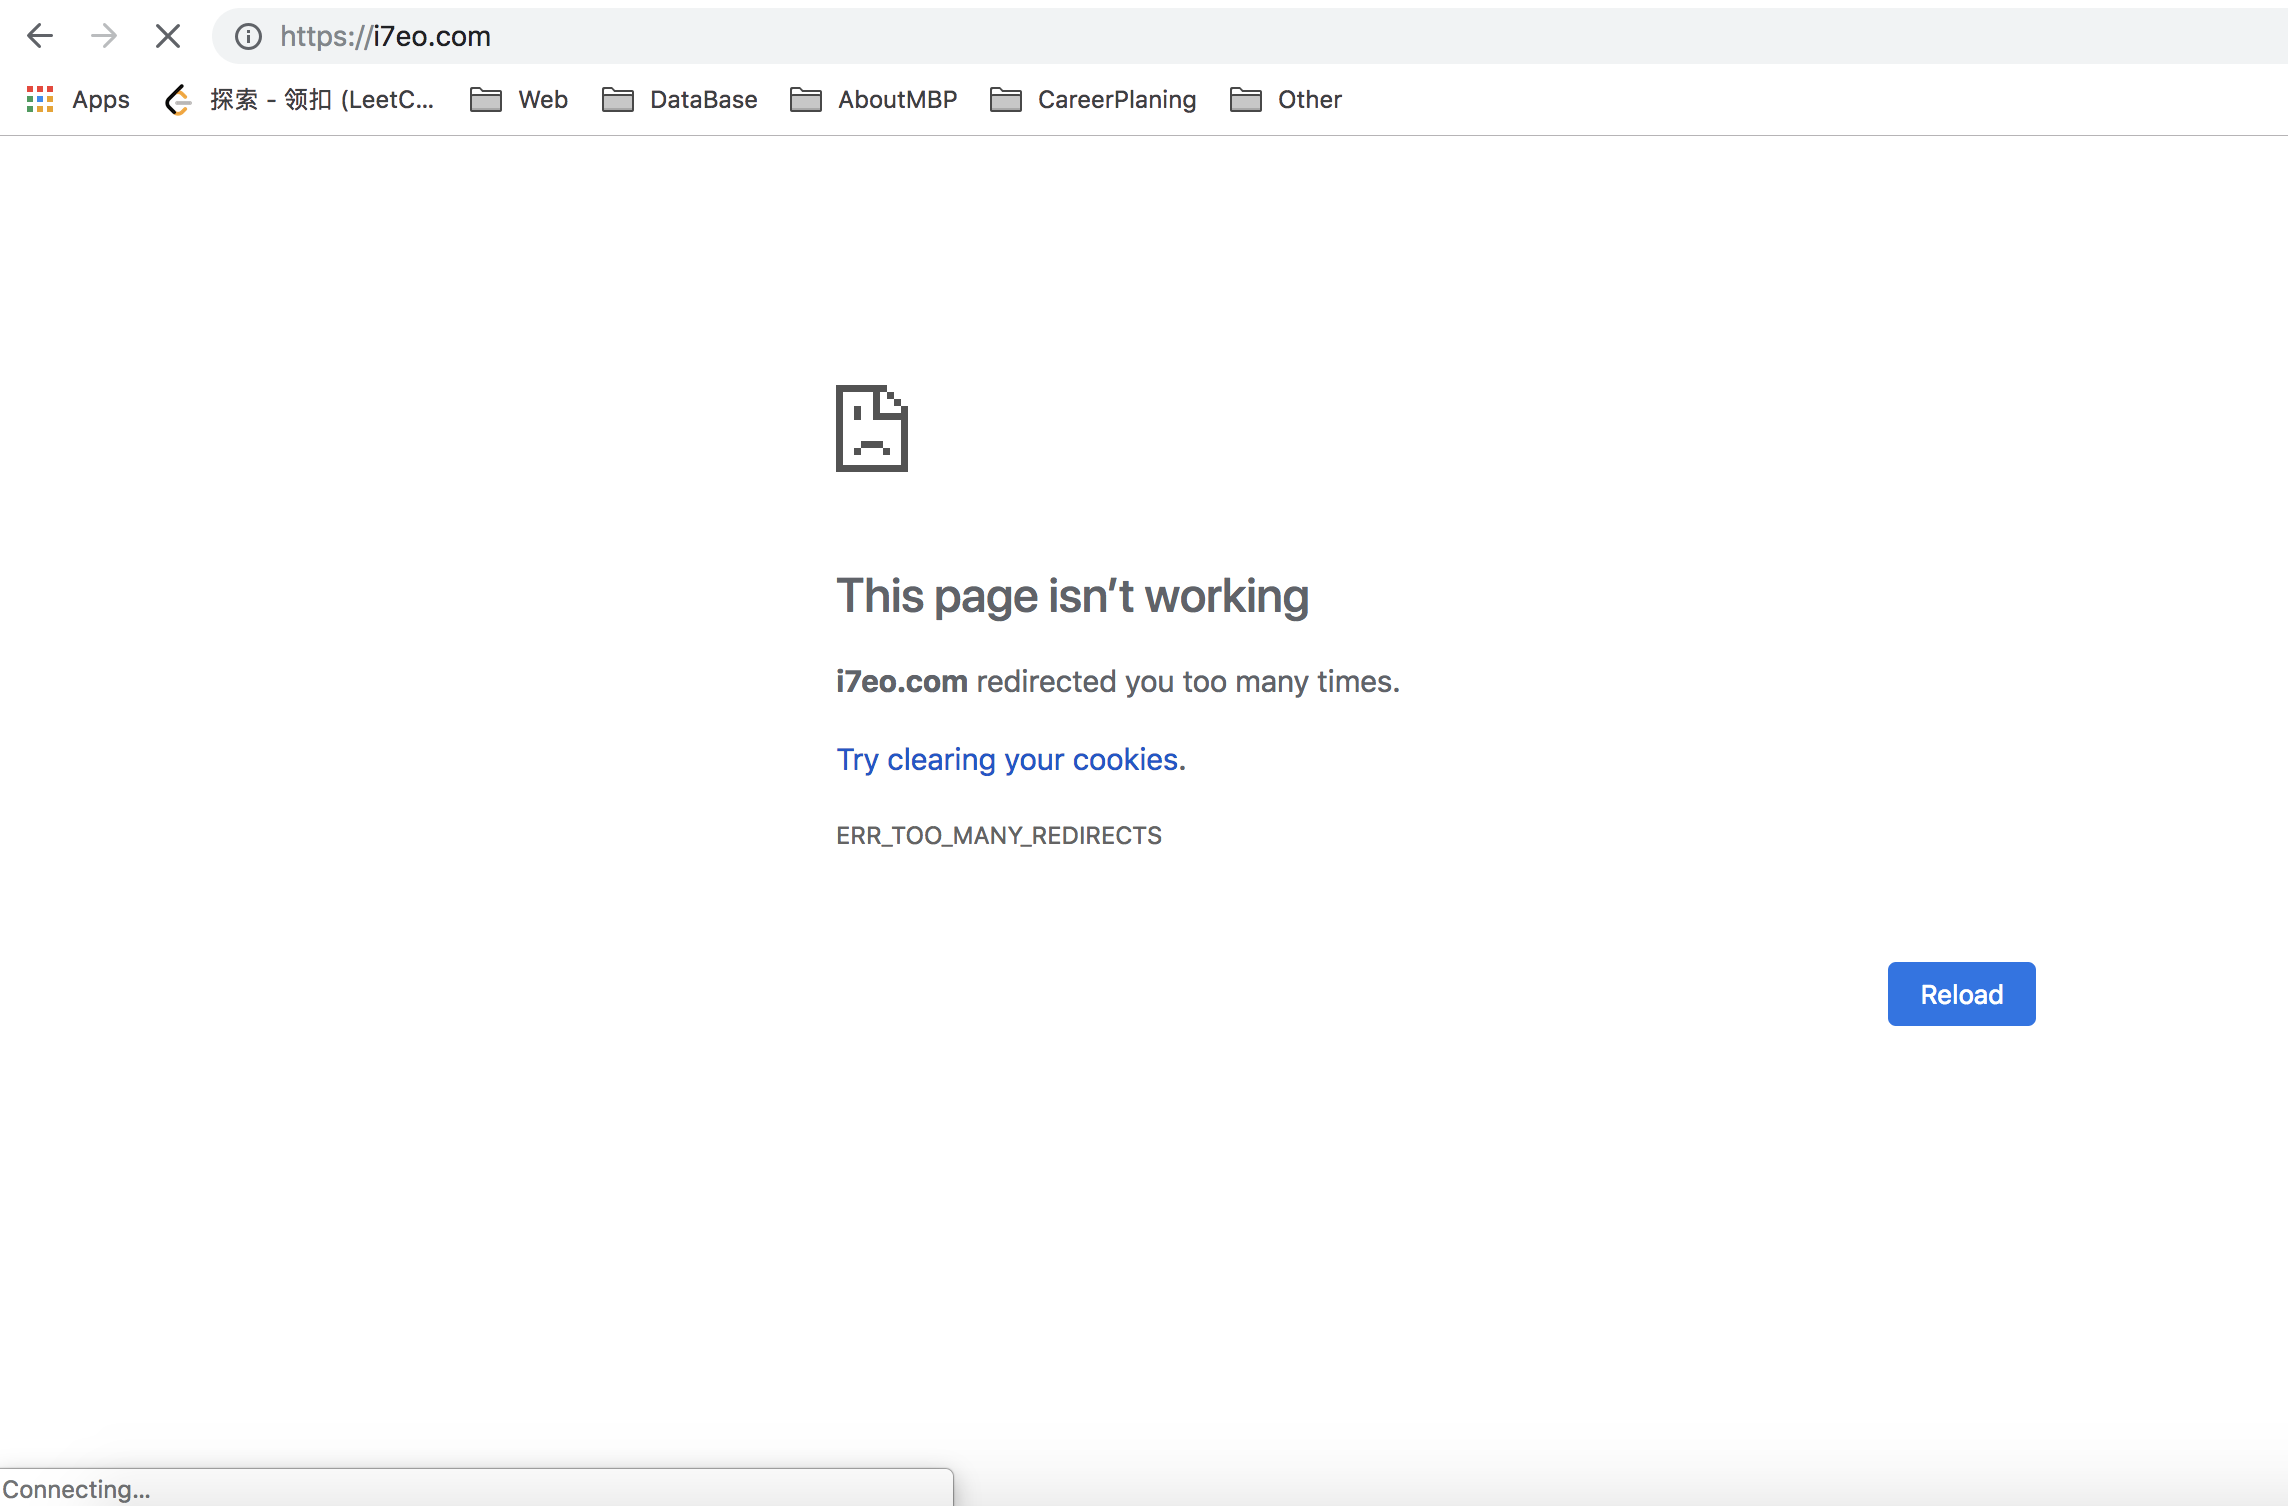 https://i7eo.com
Apps 探索 - 领扣 (LeetC... Web DataBase AboutMBP CareerPlaning Other
This page isn’t working
i7eo.com redirected you too many times.
Try clearing your cookies.
ERR_TOO_MANY_REDIRECTS
Reload
Connecting...